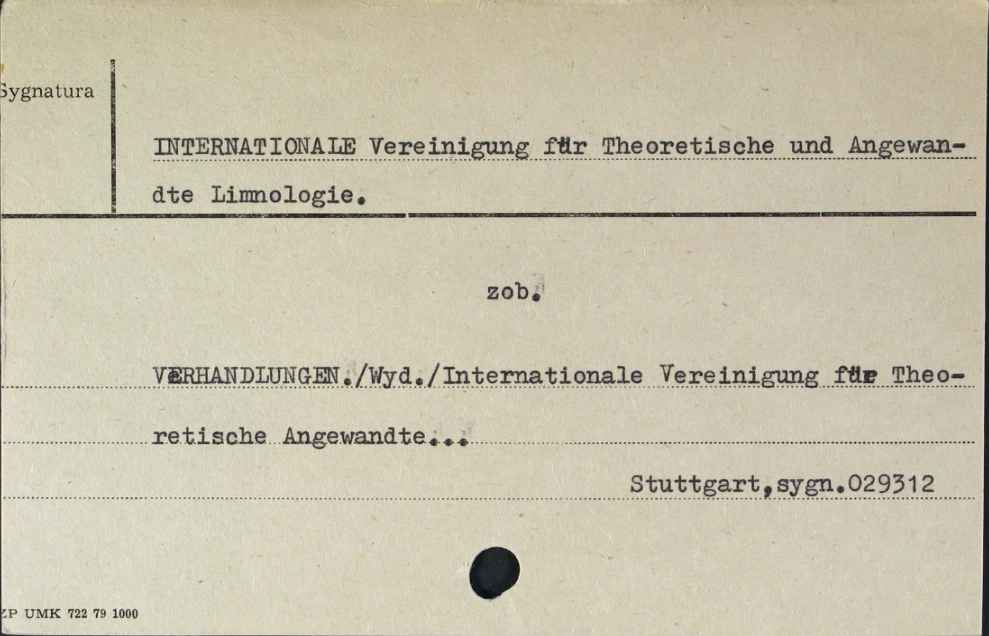 Sygnatura
INTERNATIONALE Vereinigung für Theoretische und Angewan-
dte Limnologie.
zob.
VERHANDLUNGEN./Wyd./Internationale Vereinigung für Theo-
retische Angewandte...
Stuttgart,sygn.029312
ZP UMK 722 79 1000